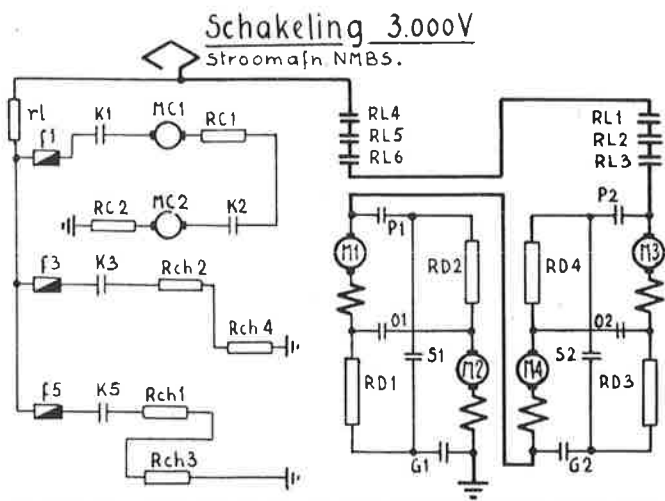 Schakeling 3.000V
Stroomafn. NMBS.
rl
f1
K1
MC1
RC1
RL4
RL5
RL6
RL1
RL2
RL3
RC2
MC2
K2
P1
P2
M1
RD2
RD4
M3
f3
K3
Rch2
Rch4
O1
O2
S1
S2
RD1
M2
M4
RD3
f5
K5
Rch1
Rch3
G1
G2